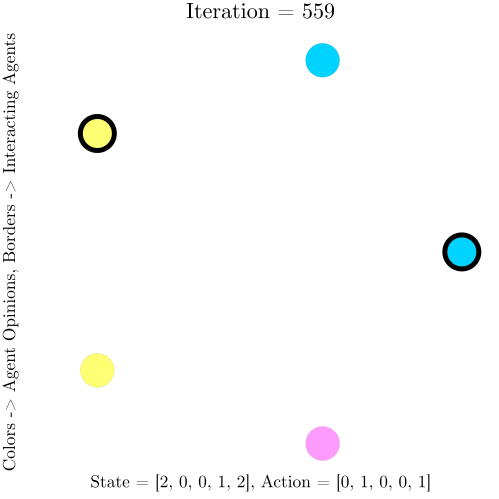 Iteration = 559
Colors -> Agent Opinions, Borders -> Interacting Agents
State = [2, 0, 0, 1, 2], Action = [0, 1, 0, 0, 1]